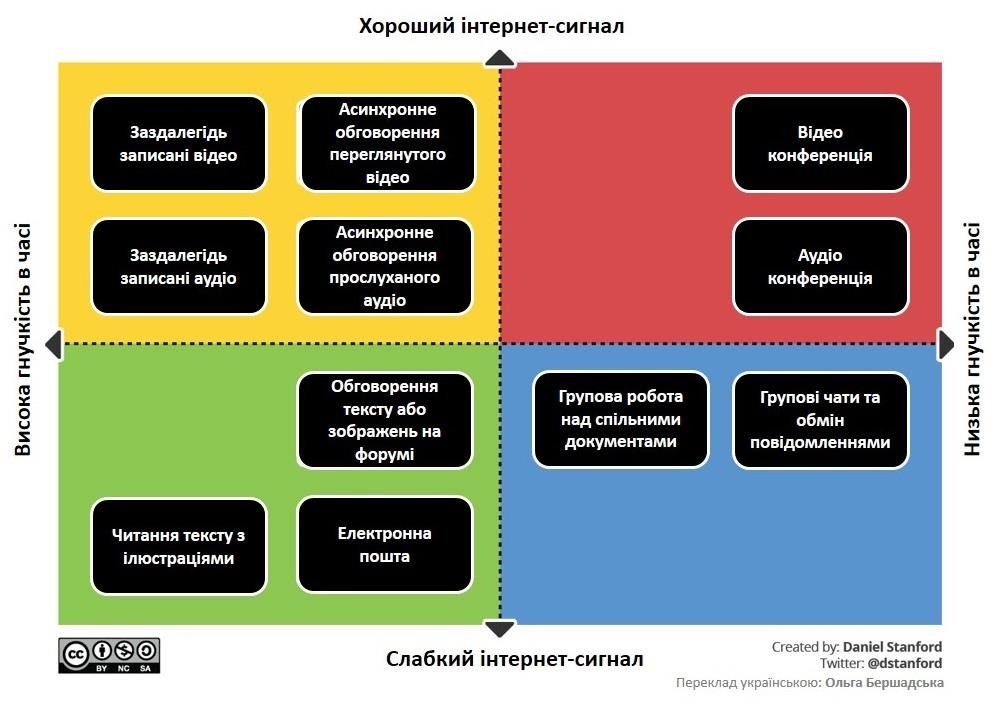 Хороший інтернет-сигнал
Заздалегідь
записані відео
Асинхронне
обговорення
переглянутого
відео
Відео
конференція
Заздалегідь
записані аудіо
Асинхронне
обговорення
прослуханого
аудіо
Аудіо
конференція
Висока гнучкість в часі
Низька гнучкість в часі
Обговорення
тексту або
зображень на
форумі
Групова робота
над спільними
документами
Групові чати та
обмін
повідомленнями
Читання тексту з
ілюстраціями
Електронна
пошта
Слабкий інтернет-сигнал
cc
BY NC SA
Created by: Daniel Stanford
Twitter: @dstanford
Переклад українською: Ольга Бершадська